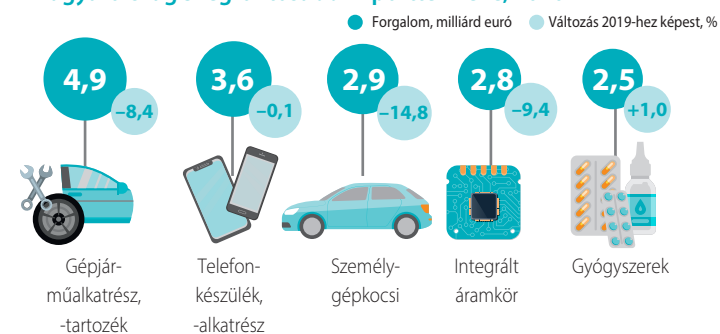 Forgalom, milliárd euró Változás 2019-hez képest, %
4,9 3,6 2,9 2,8 2,5
–8,4 –0,1 –14,8 –9,4 +1,0
Gépjár- Telefon- Személy- Integrált Gyógyszerek
műalkatrész, készülék, gépkocsi áramkör
-tartozék -alkatrész